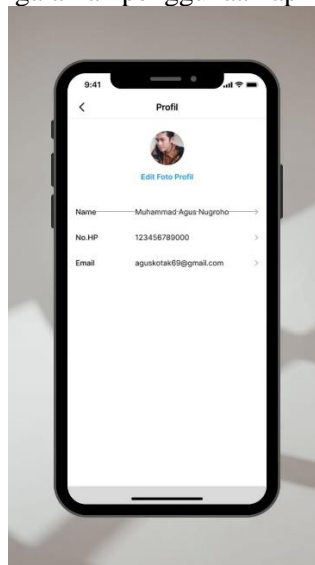 9:41
Profil
Edit Foto Profil
Name Muhammad Agus Nugroho
No.HP 123456789000
Email aguskotak69@gmail.com